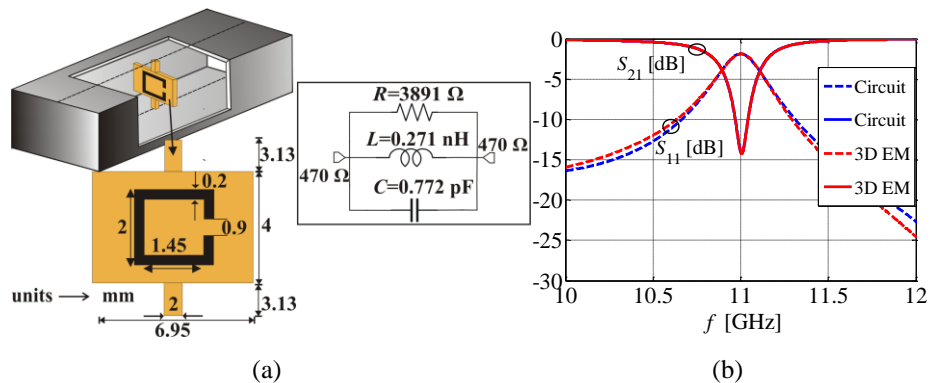 3.13
0.2
2
0.9
4
1.45
units → mm
2
3.13
6.95
R=3891 Ω
L=0.271 nH
470 Ω
470 Ω
C=0.772 pF
(a)
0
-5
-10
-15
-20
-25
-30
S21 [dB]
S11 [dB]
Circuit
Circuit
3D EM
3D EM
10
10.5
11
11.5
12
f [GHz]
(b)